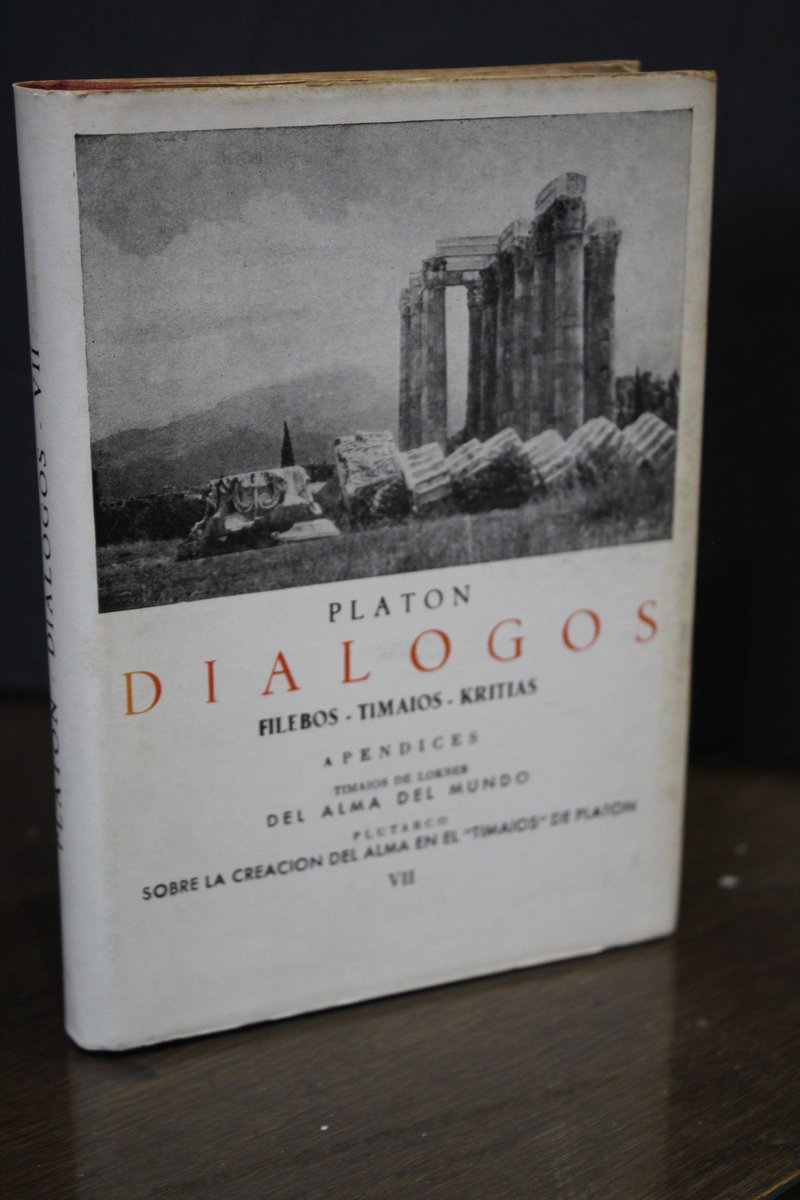 PLATON
DIALOGOS
FILEBOS - TIMAIOS - KRITIAS
APENDICES
TIMAIOS DE LOKRER
DEL ALMA DEL MUNDO
PLUTARCO
SOBRE LA CREACION DEL ALMA EN EL "TIMAIOS" DE PLATON
VII
PLATON - DIALOGOS - VII